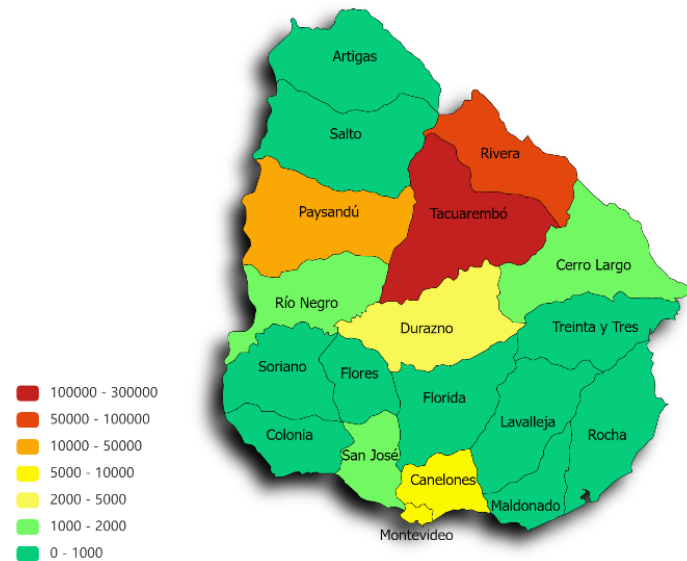 Artigas
Salto
Rivera
Paysandú
Tacuarembó
Cerro Largo
Río Negro
Durazno
Treinta y Tres
Soriano
Flores
Florida
Lavalleja
Rocha
Colonia
San José
Canelones
Maldonado
Montevideo
100000 - 300000
50000 - 100000
10000 - 50000
5000 - 10000
2000 - 5000
1000 - 2000
0 - 1000